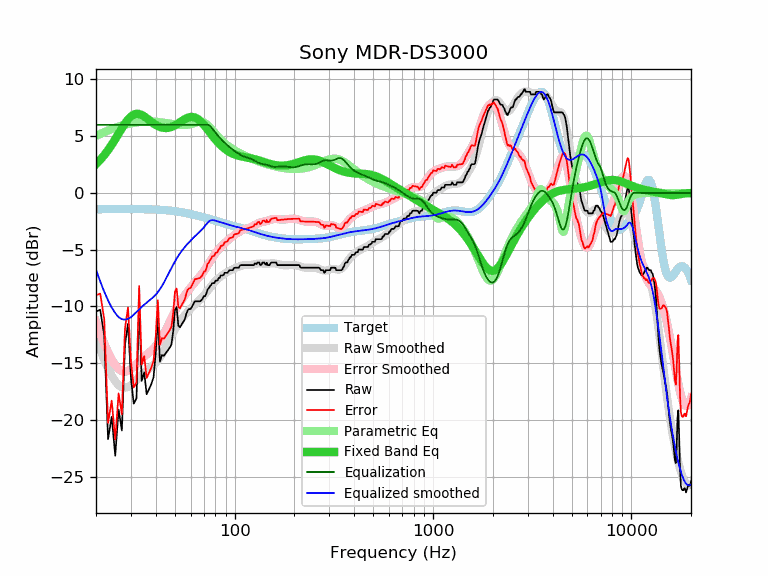 Sony MDR-DS3000
10
5
0
−5
−10
−15
−20
−25
Amplitude (dBr)
Target
Raw Smoothed
Error Smoothed
Raw
Error
Parametric Eq
Fixed Band Eq
Equalization
Equalized smoothed
100 1000 10000
Frequency (Hz)